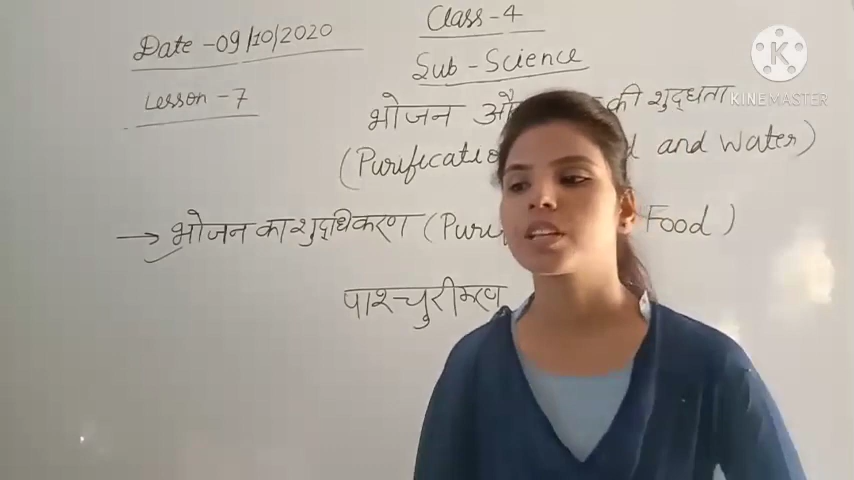 Date - 09/10/2020
Class - 4
Sub - Science
Lesson - 7
भोजन की शुद्धता
(Purificatio and Water)
→ भोजन का शुद्धिकरण ( Food )
पाश्चुरीकरण
K
KINEMASTER